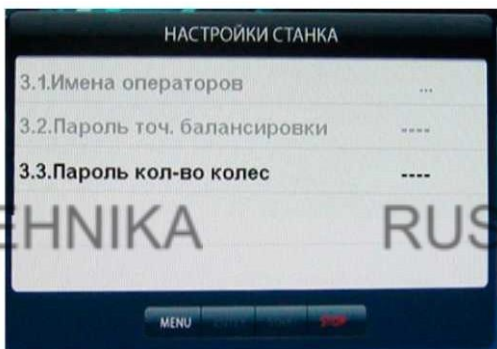 НАСТРОЙКИ СТАНКА
3.1.Имена операторов ...
3.2.Пароль точ. балансировки ----
3.3.Пароль кол-во колес ----
EHNIKA RUS
MENU ENTER STOP